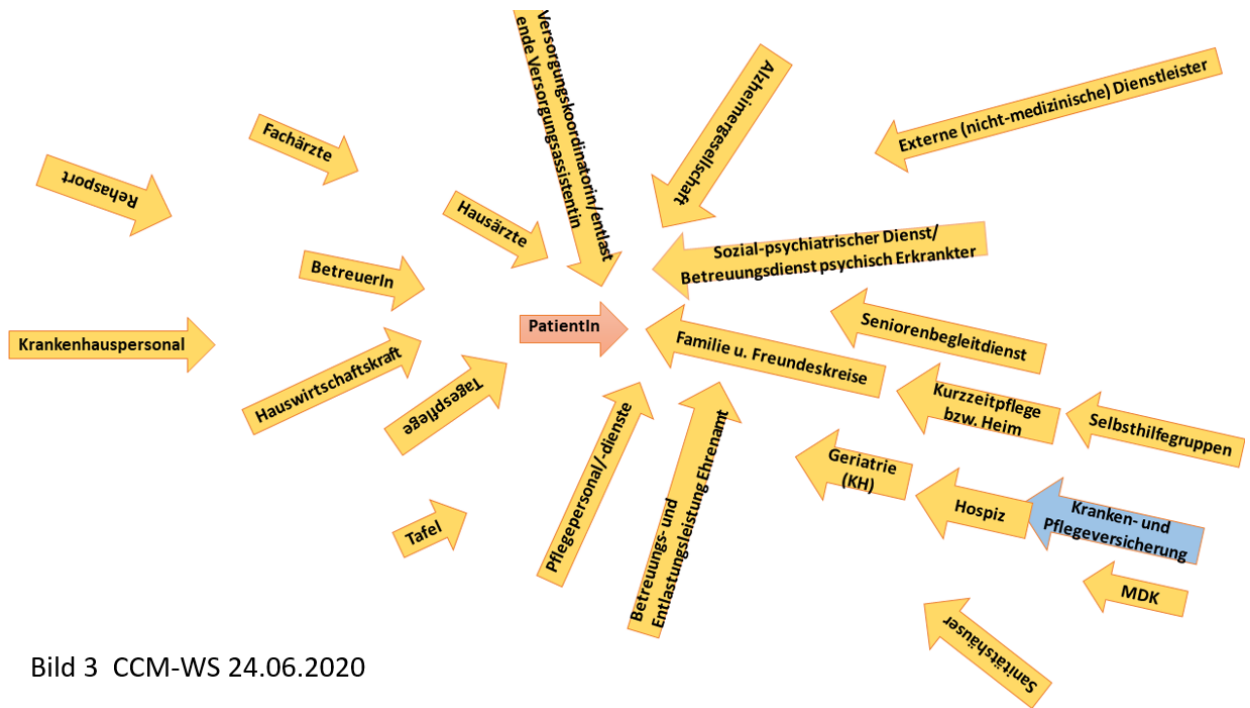 Versorgungskoordinatorin/entlast
ende Versorgungsassistentin
Alzheimergesellschaft
Externe (nicht-medizinische) Dienstleister
Fachärzte
Rehasport
Hausärzte
Sozial-psychiatrischer Dienst/
Betreuungsdienst psychisch Erkrankter
BetreuerIn
PatientIn
Krankenhauspersonal
Familie u. Freundeskreise
Seniorenbegleitdienst
Hauswirtschaftskraft
Tagespflege
Kurzzeitpflege
bzw. Heim
Selbsthilfegruppen
Pflegepersonal/-dienste
Betreuungs- und
Entlastungsleistung Ehrenamt
Geriatrie
(KH)
Hospiz
Kranken- und
Pflegeversicherung
Tafel
MDK
Sanitätshäuser
Bild 3 CCM-WS 24.06.2020